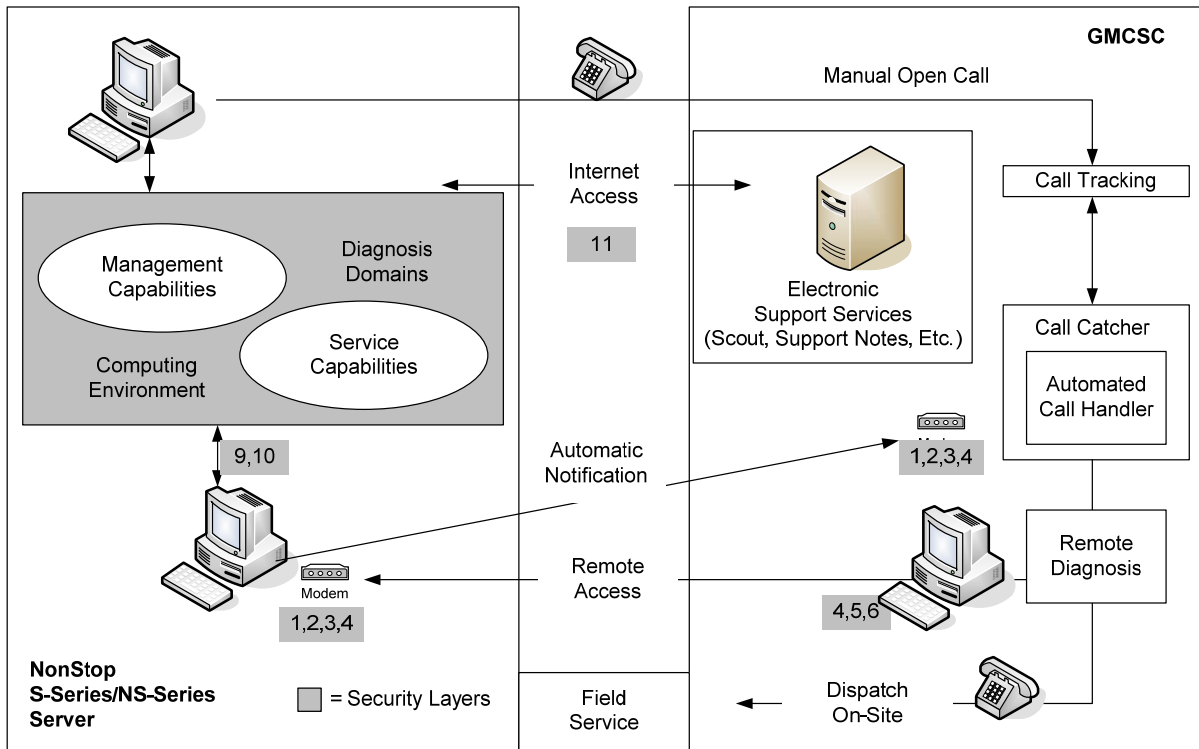 GMCSC
Manual Open Call
Internet
Access
11
Call Tracking
Management
Capabilities
Diagnosis
Domains
Service
Capabilities
Computing
Environment
Electronic
Support Services
(Scout, Support Notes, Etc.)
Call Catcher
Automated
Call Handler
9,10
Automatic
Notification
1,2,3,4
Remote
Access
Remote
Diagnosis
Modem
1,2,3,4
4,5,6
NonStop
S-Series/NS-Series
Server
= Security Layers
Field
Service
Dispatch
On-Site